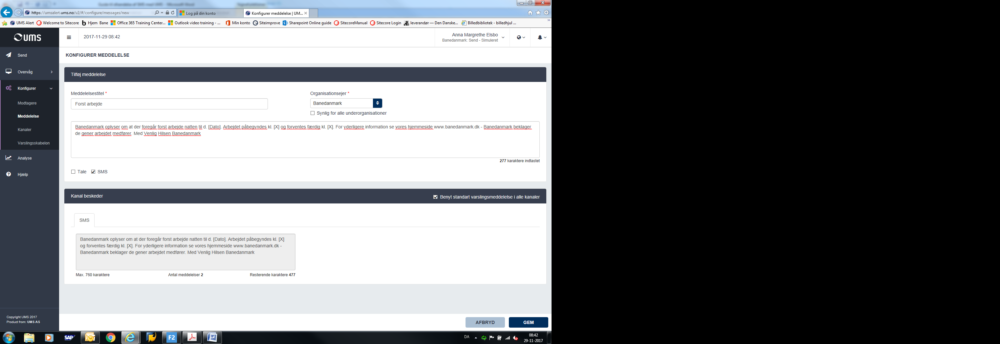 https://umsalert.ums.no/v2/#/configure/messages/new
Log på din konto
Konfigurer meddelelse | UM...
UMS Alert
Welcome to Sitecore
Hjem Bane
Office 365 Training Center...
Outlook video training - ...
Min konto
Siteimprove
Sharepoint Online guide
SitecoreManual
Sitecore Login
leverandør — Den Danske...
Billedbibliotek - billedhjul ...
UMS
2017-11-29 08:42
Anna Margrethe Elsbo
Banedanmark: Send - Simuleret
Send
Overvåg
Konfigurer
Modtagere
Meddelelse
Kanaler
Varslingsskabelon
Analyse
Hjælp
Copyright UMS 2017
Product from: UMS AS
KONFIGURER MEDDELELSE
Tilføj meddelelse
Meddelelsestitel *
Forst arbejde
Organisationsejer *
Banedanmark
Synlig for alle underorganisationer
Banedanmark oplyser om at der foregår forst arbejde natten til d. [Dato]. Arbejdet påbegyndes kl. [X] og forventes færdig kl. [X]. For yderligere information se vores hjemmeside www.banedanmark.dk - Banedanmark beklager
de gener arbejdet medfører. Med Venlig Hilsen Banedanmark
277 karaktere indtastet
Tale
SMS
Kanal beskeder
Benyt standart varslingsmeddelelse i alle kanaler
SMS
Banedanmark oplyser om at der foregår forst arbejde natten til d. [Dato]. Arbejdet påbegyndes kl. [X]
og forventes færdig kl. [X]. For yderligere information se vores hjemmeside www.banedanmark.dk -
Banedanmark beklager de gener arbejdet medfører. Med Venlig Hilsen Banedanmark
Max. 760 karaktere
Antal meddelelser 2
Resterende karaktere 477
AFBRYD
GEM
SAP
F2
DA
08:42
29-11-2017